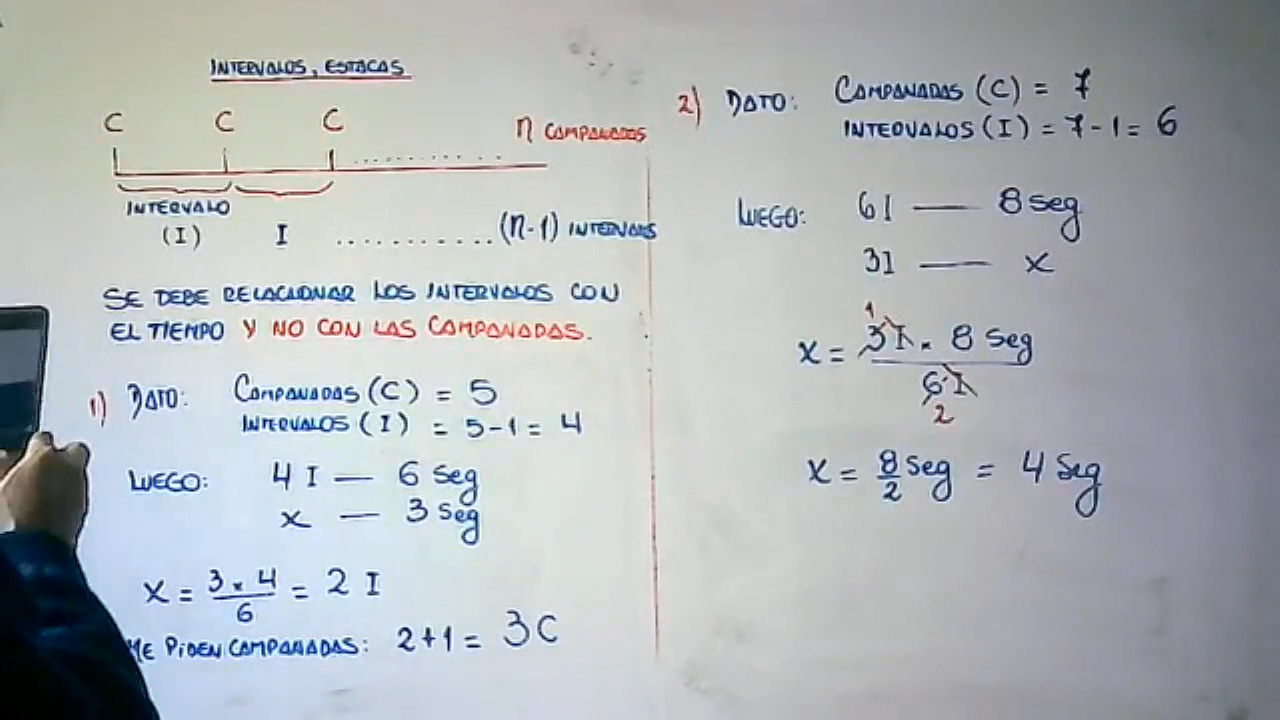 INTERVALOS, ESTACAS
C C C n CAMPANADAS
INTERVALO
(I) I ........... (n-1) INTERVALOS
SE DEBE RELACIONAR LOS INTERVALOS CON
EL TIEMPO Y NO CON LAS CAMPANADAS.
1) DATO: CAMPANADAS (C) = 5
INTERVALOS (I) = 5-1 = 4
LUEGO: 4 I — 6 Seg
x — 3 Seg
x = 3 × 4 / 6 = 2 I
ME PIDEN CAMPANADAS: 2+1 = 3C
2) DATO: CAMPANADAS (C) = 7
INTERVALOS (I) = 7-1 = 6
LUEGO: 6I — 8 Seg
3I — x
1
x = 3I . 8 Seg
6 I
2
x = 8/2 Seg = 4 Seg